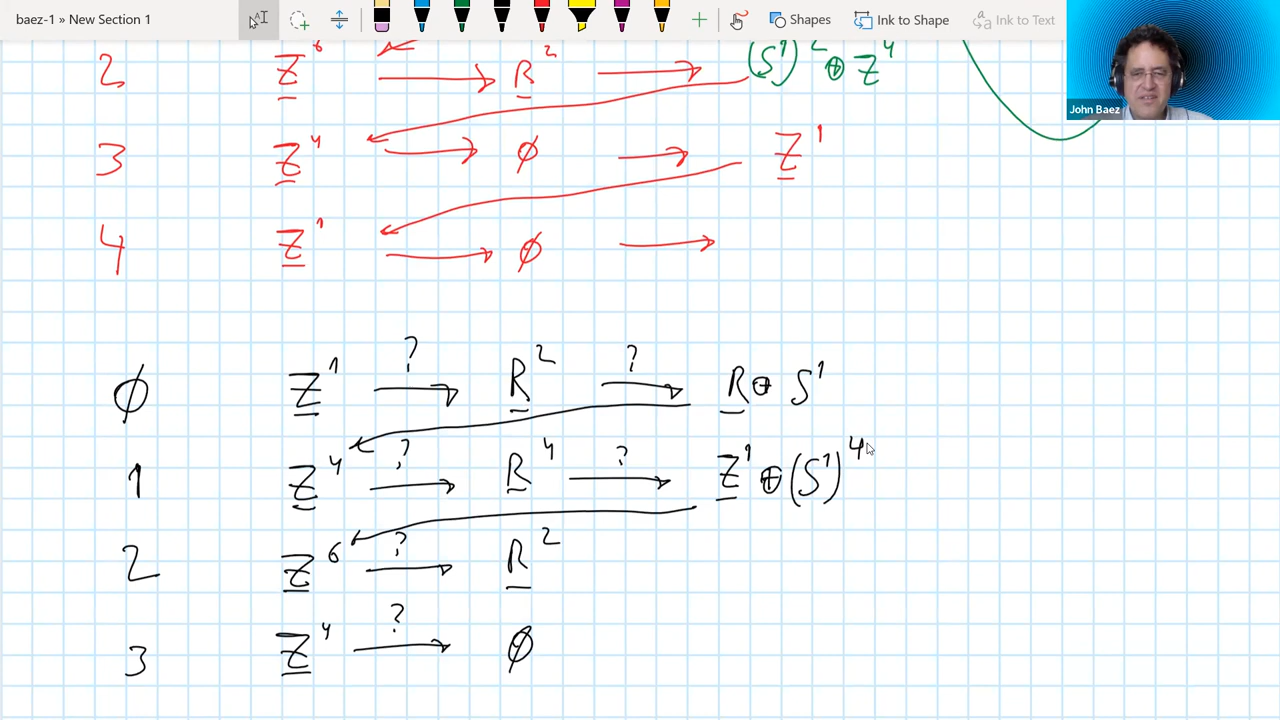 baez-1 » New Section 1
Shapes
Ink to Shape
Ink to Text
John Baez
2 Z⁶ → R² → (S¹)² ⊕ Z⁴
3 Z⁴ → ∅ → Z¹
4 Z¹ → ∅ →
∅ Z¹ →? R² →? R ⊕ S¹
1 Z⁴ →? R⁴ →? Z¹ ⊕ (S¹)⁴
2 Z⁶ →? R²
3 Z⁴ →? ∅